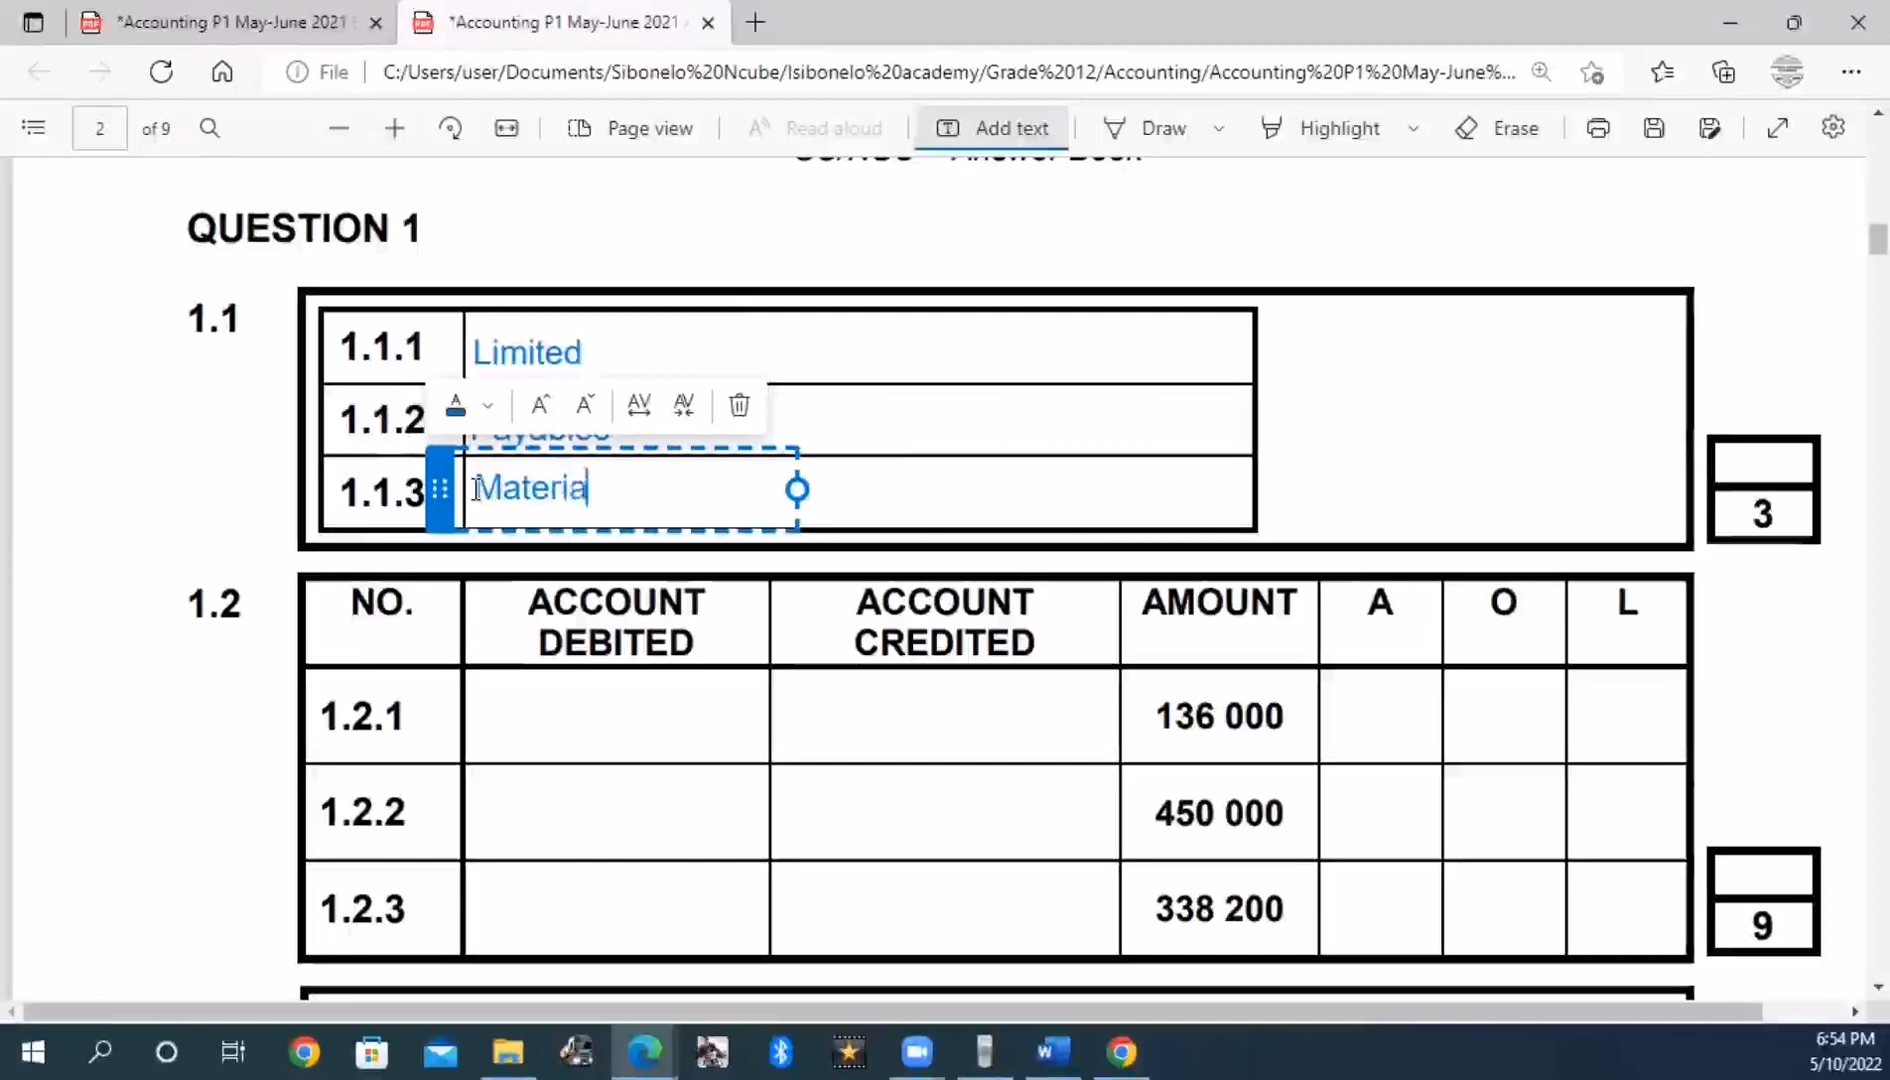 *Accounting P1 May-June 2021
*Accounting P1 May-June 2021
File
C:/Users/user/Documents/Sibonelo%20Ncube/Isibonelo%20academy/Grade%2012/Accounting/Accounting%20P1%20May-June%...
2 of 9
Page view
Read aloud
Add text
Draw
Highlight
Erase
Answer Book
QUESTION 1
1.1
1.1.1 Limited
1.1.2 Payables
1.1.3 Materia
3
1.2
NO. ACCOUNT DEBITED ACCOUNT CREDITED AMOUNT A O L
1.2.1 136 000
1.2.2 450 000
1.2.3 338 200
9
6:54 PM
5/10/2022